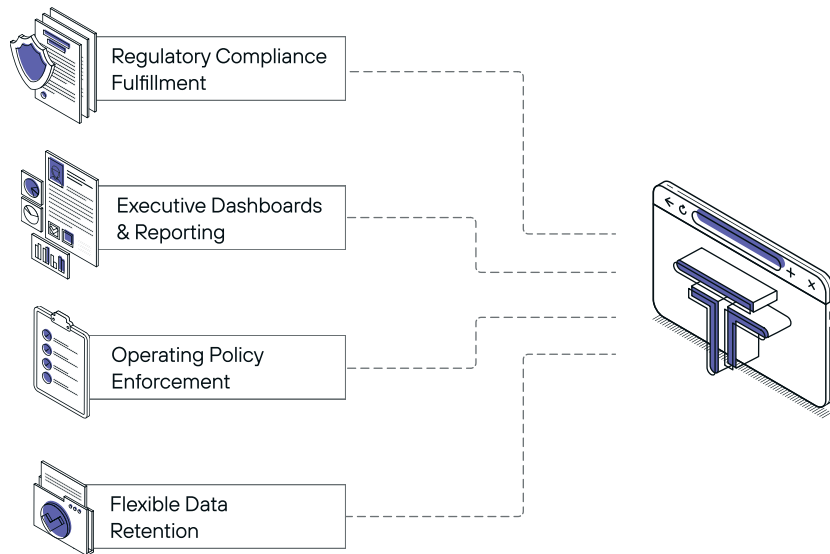 Regulatory Compliance
Fulfillment
Executive Dashboards
& Reporting
Operating Policy
Enforcement
Flexible Data
Retention